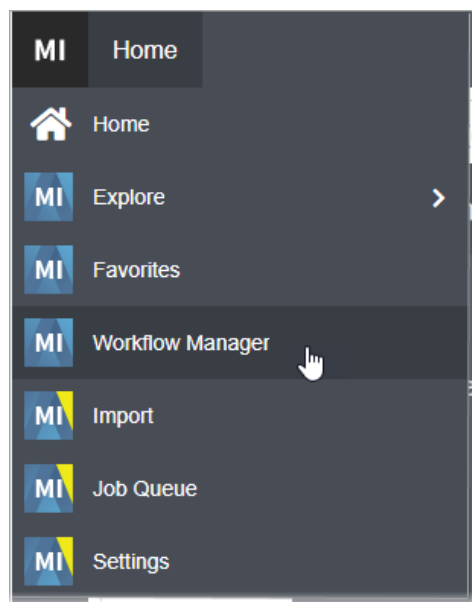 MI Home
Home
MI Explore
MI Favorites
MI Workflow Manager
MI Import
MI Job Queue
MI Settings